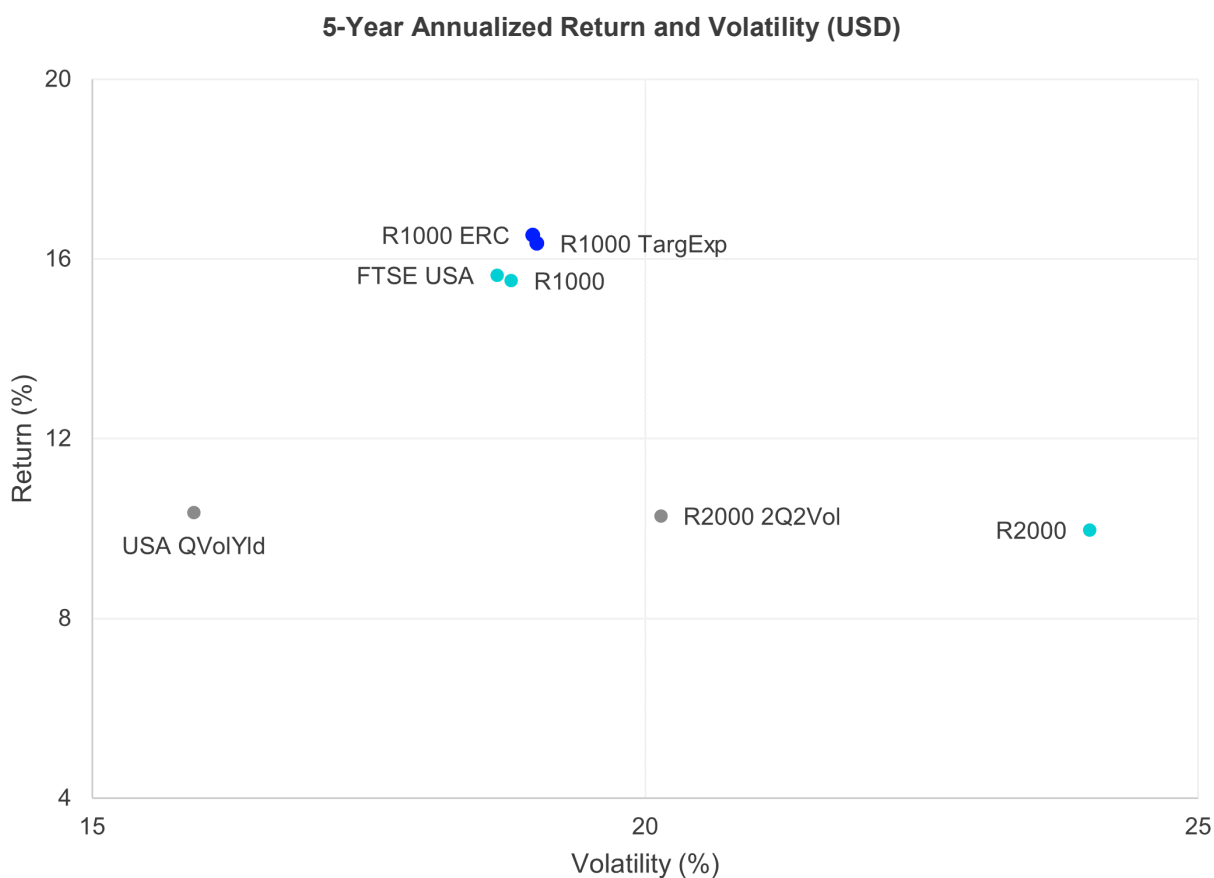 5-Year Annualized Return and Volatility (USD)
20
R1000 ERC
R1000 TargExp
16
FTSE USA
R1000
Return (%)
12
R2000 2Q2Vol
R2000
USA QVolYld
8
4
15
20
25
Volatility (%)